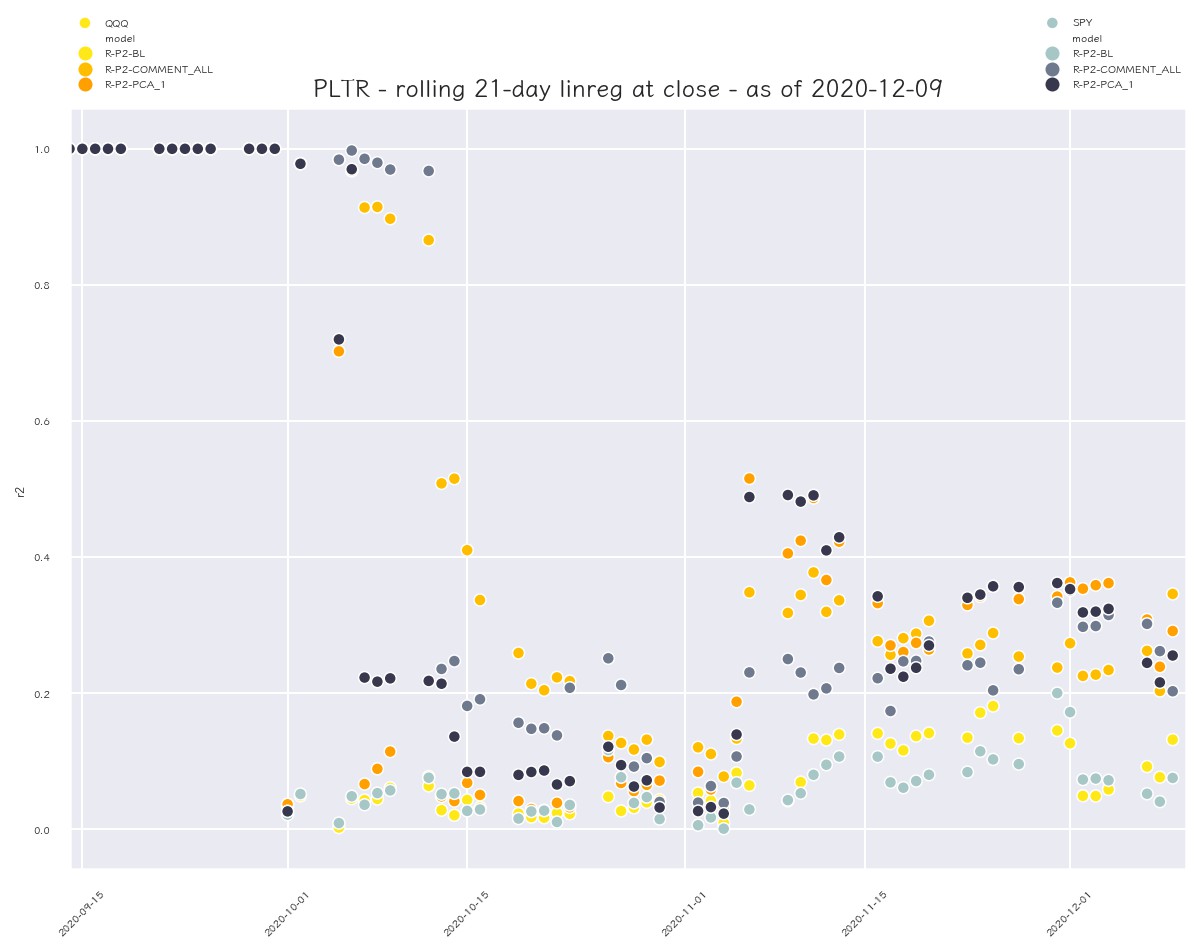 QQQ
model
R-P2-BL
R-P2-COMMENT_ALL
R-P2-PCA_1
SPY
model
R-P2-BL
R-P2-COMMENT_ALL
R-P2-PCA_1
PLTR - rolling 21-day linreg at close - as of 2020-12-09
1.0
0.8
0.6
r2
0.4
0.2
0.0
2020-09-15
2020-10-01
2020-10-15
2020-11-01
2020-11-15
2020-12-01